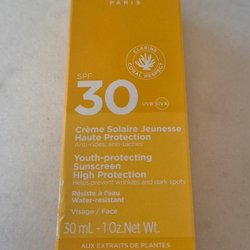 PARIS
CLARINS
CORAL RESPECT
SPF
30
UVB UVA
Crème Solaire Jeunesse
Haute Protection
Anti-rides, anti-taches
Youth-protecting
Sunscreen
High Protection
Helps prevent wrinkles and dark spots
Résiste à l'eau
Water-resistant
Visage / Face
30 mL - 1 Oz. Net Wt.
AUX EXTRAITS DE PLANTES